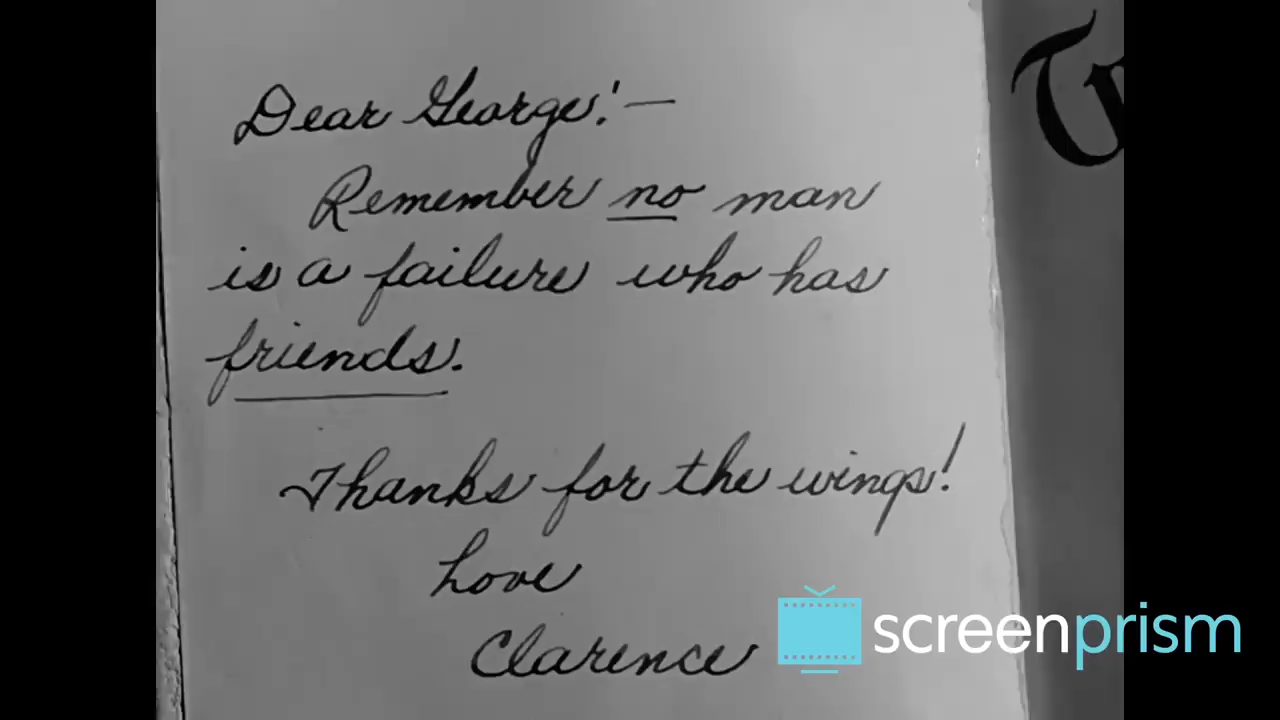 Dear George:—
Remember no man
is a failure who has
friends.
Thanks for the wings!
Love
Clarence
screenprism